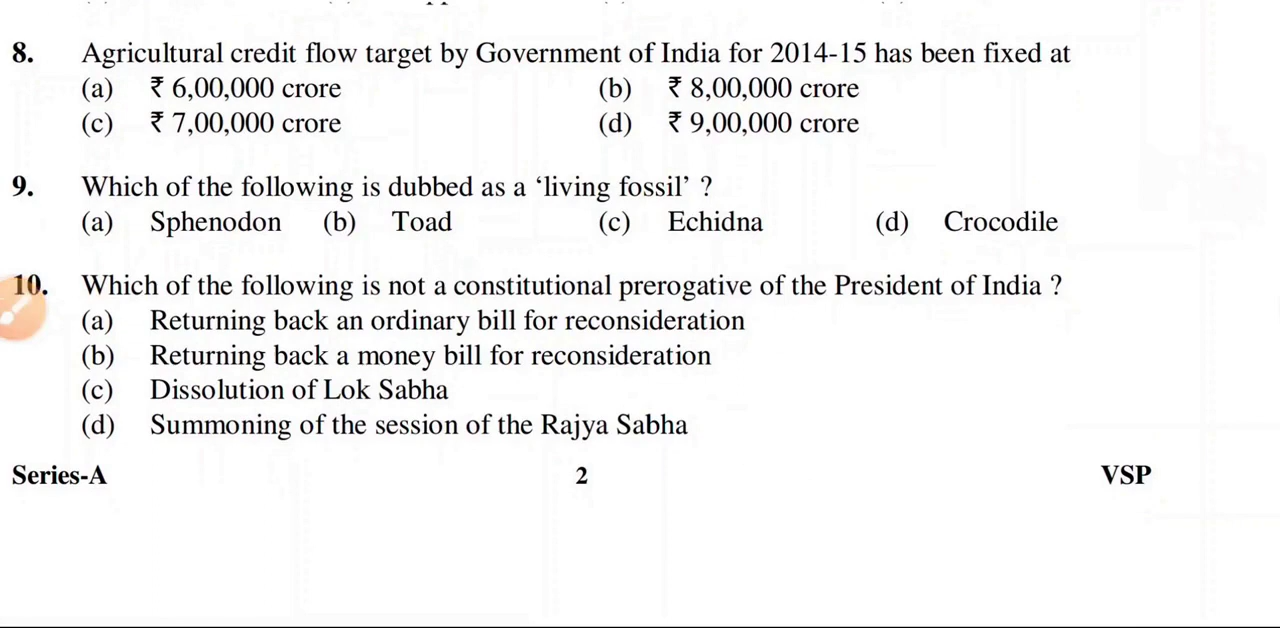 8. Agricultural credit flow target by Government of India for 2014-15 has been fixed at
(a) ₹ 6,00,000 crore (b) ₹ 8,00,000 crore
(c) ₹ 7,00,000 crore (d) ₹ 9,00,000 crore
9. Which of the following is dubbed as a ‘living fossil’ ?
(a) Sphenodon (b) Toad (c) Echidna (d) Crocodile
10. Which of the following is not a constitutional prerogative of the President of India ?
(a) Returning back an ordinary bill for reconsideration
(b) Returning back a money bill for reconsideration
(c) Dissolution of Lok Sabha
(d) Summoning of the session of the Rajya Sabha
Series-A 2 VSP